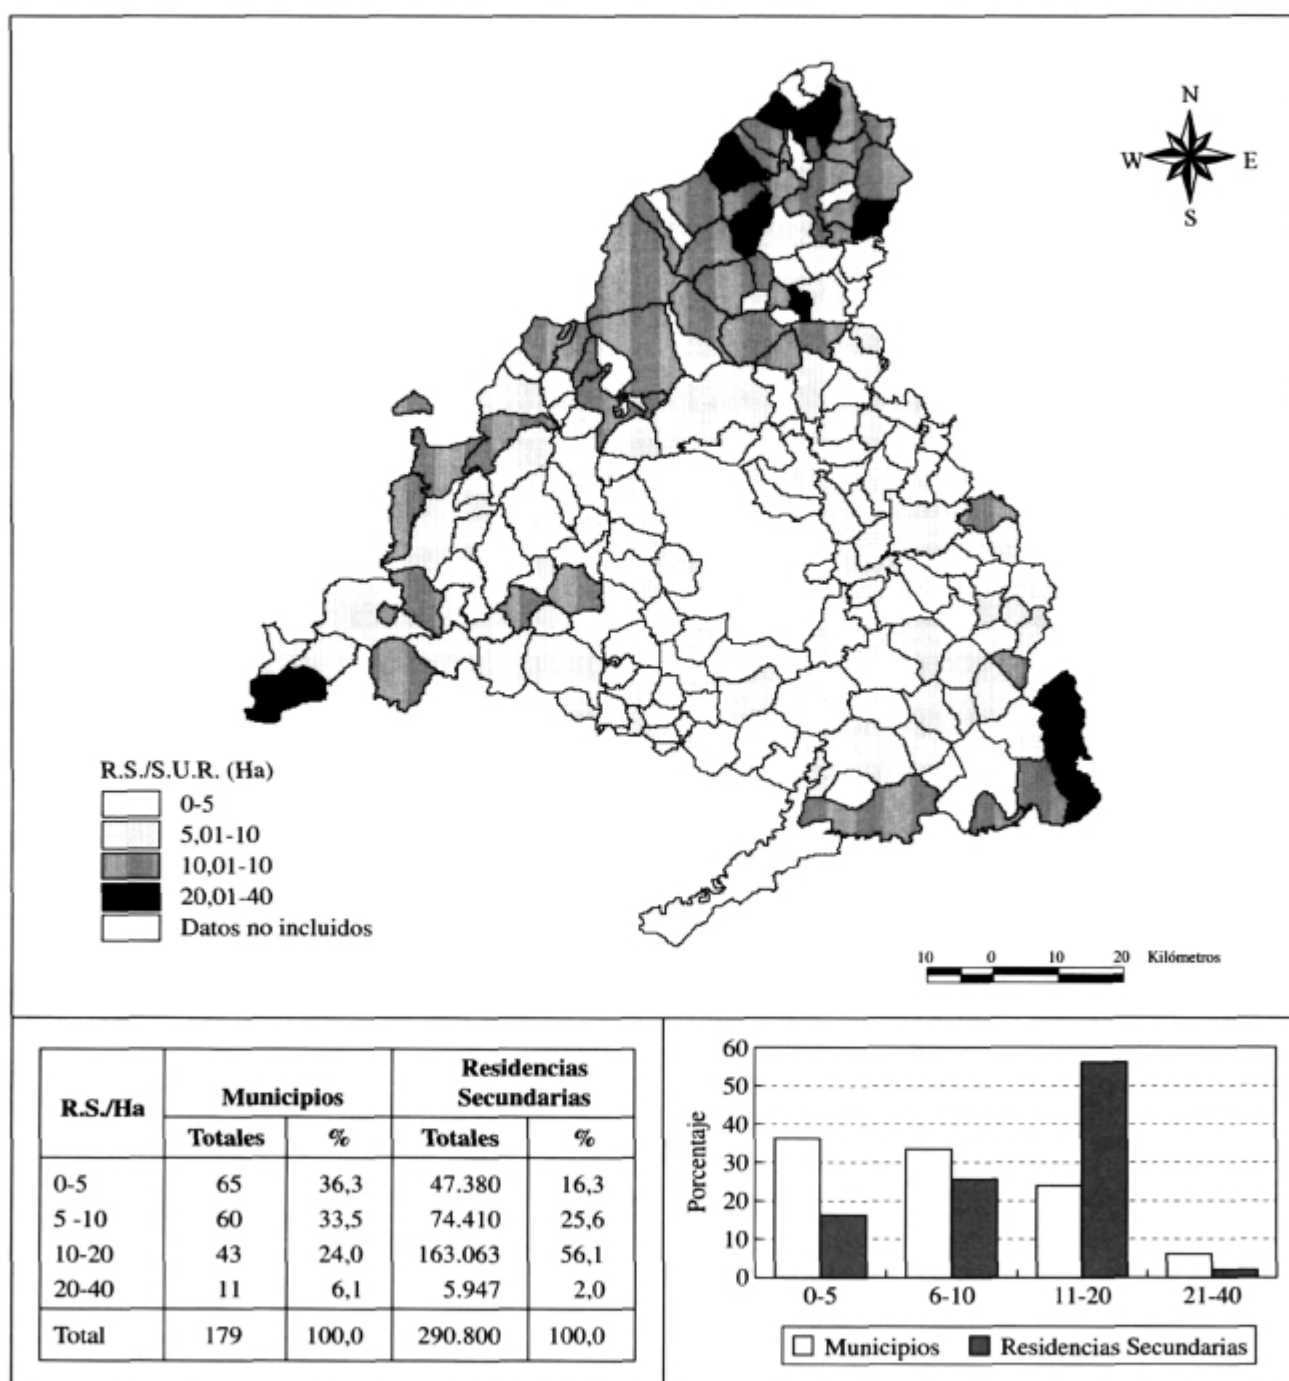 N
W E
S
R.S./S.U.R. (Ha)
0-5
5,01-10
10,01-10
20,01-40
Datos no incluidos
10 0 10 20 Kilómetros
R.S./Ha Municipios Residencias Secundarias
Totales % Totales %
0-5 65 36,3 47.380 16,3
5 -10 60 33,5 74.410 25,6
10-20 43 24,0 163.063 56,1
20-40 11 6,1 5.947 2,0
Total 179 100,0 290.800 100,0
Porcentaje
60
50
40
30
20
10
0
0-5 6-10 11-20 21-40
Municipios Residencias Secundarias